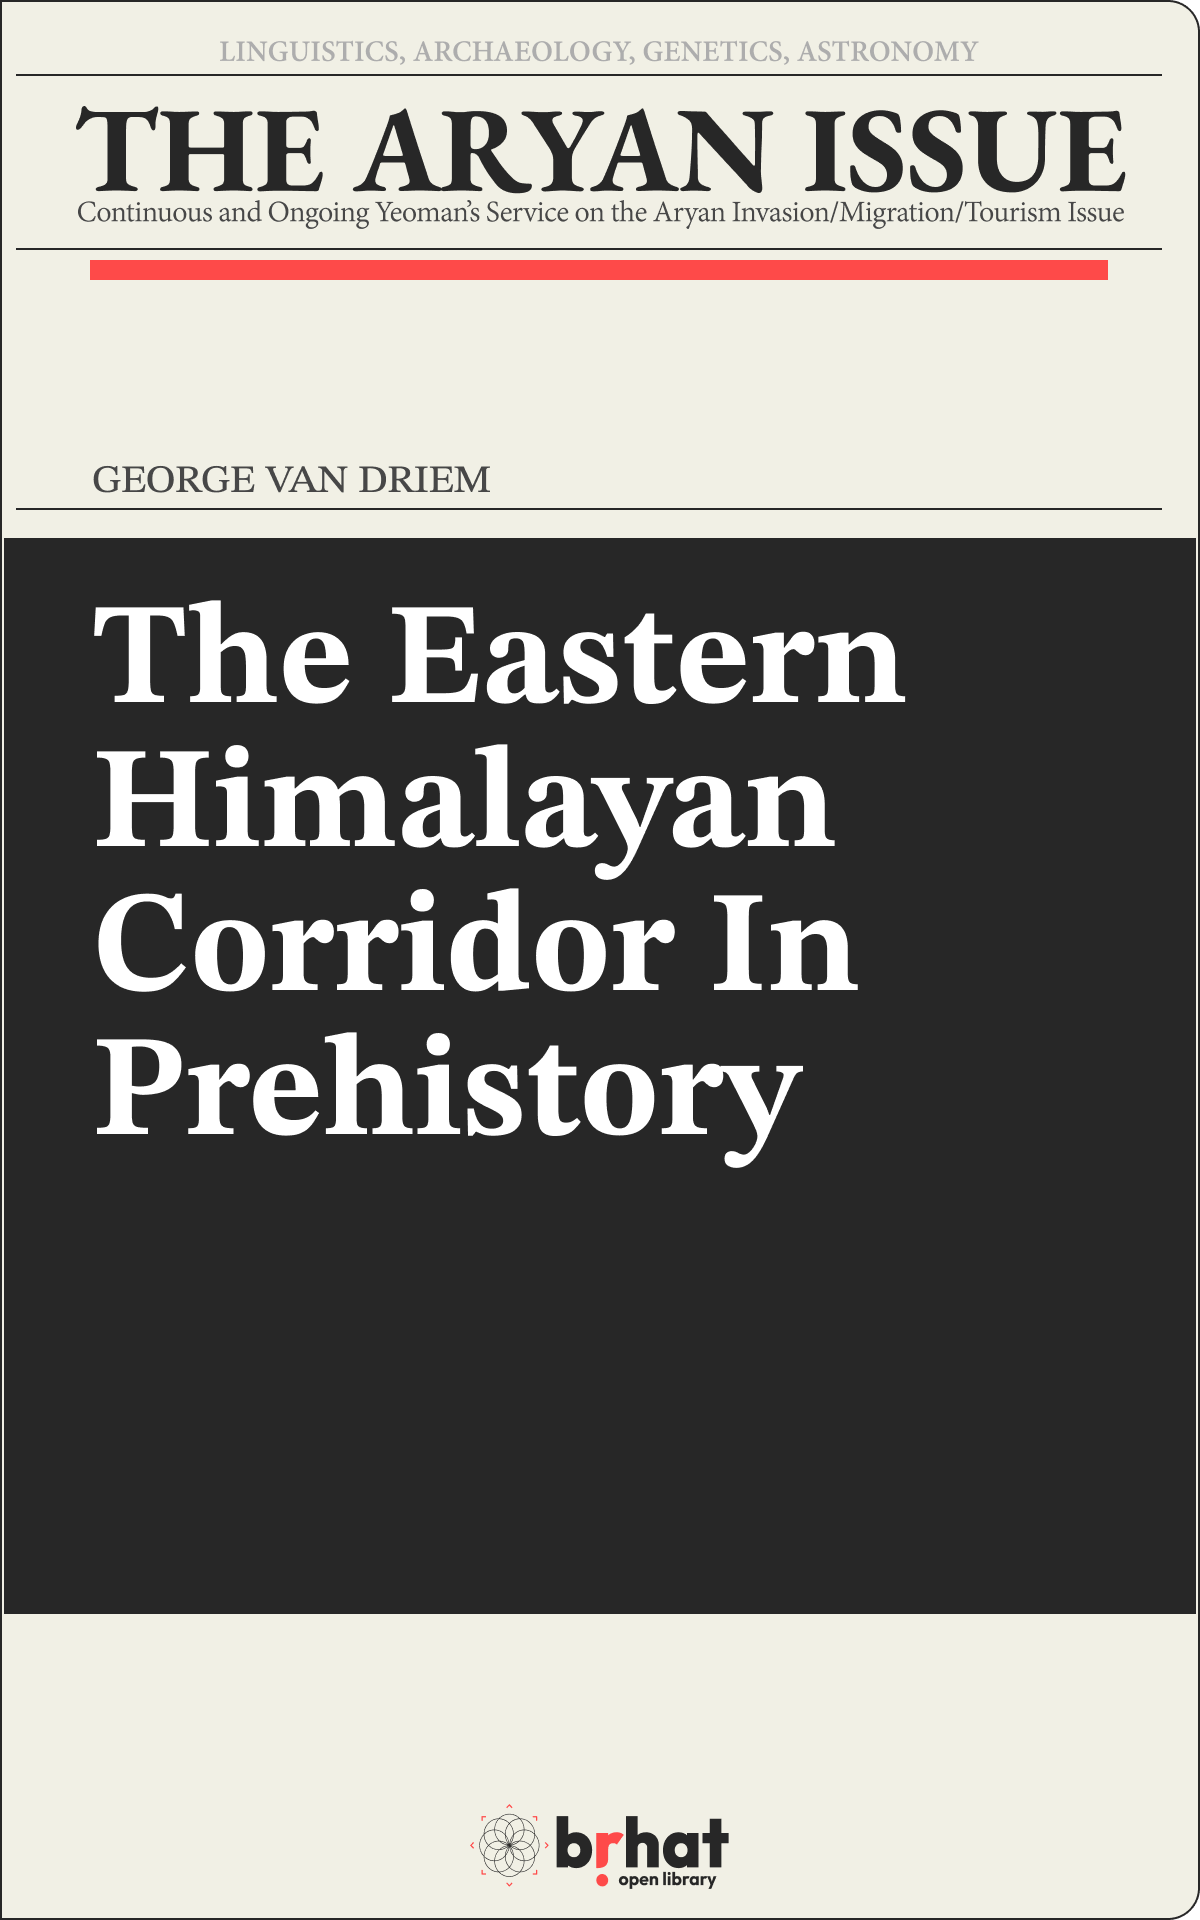 LINGUISTICS, ARCHAEOLOGY, GENETICS, ASTRONOMY
THE ARYAN ISSUE
Continuous and Ongoing Yeoman’s Service on the Aryan Invasion/Migration/Tourism Issue
GEORGE VAN DRIEM
The Eastern
Himalayan
Corridor In
Prehistory
brhat
open library